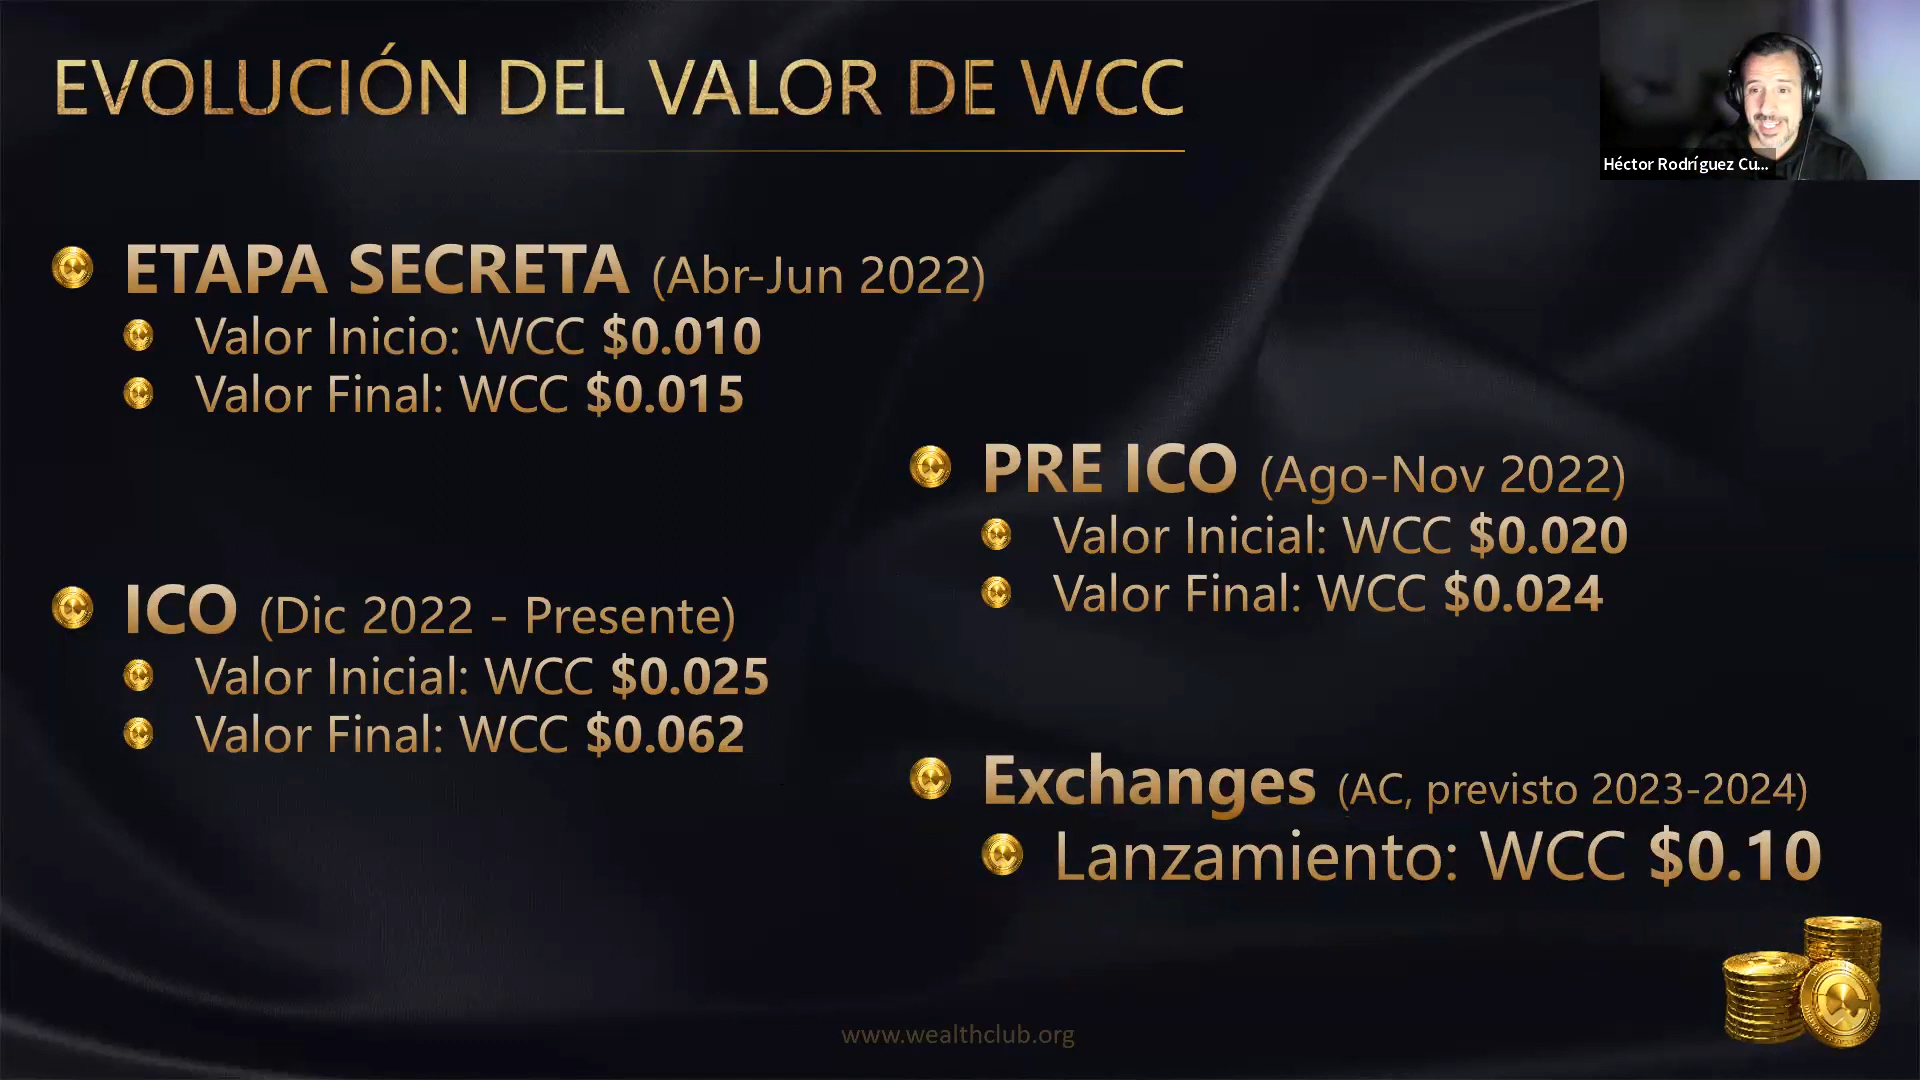 EVOLUCIÓN DEL VALOR DE WCC
Héctor Rodríguez Cu...
ETAPA SECRETA (Abr-Jun 2022)
Valor Inicio: WCC $0.010
Valor Final: WCC $0.015
PRE ICO (Ago-Nov 2022)
Valor Inicial: WCC $0.020
Valor Final: WCC $0.024
ICO (Dic 2022 - Presente)
Valor Inicial: WCC $0.025
Valor Final: WCC $0.062
Exchanges (AC, previsto 2023-2024)
Lanzamiento: WCC $0.10
www.wealthclub.org